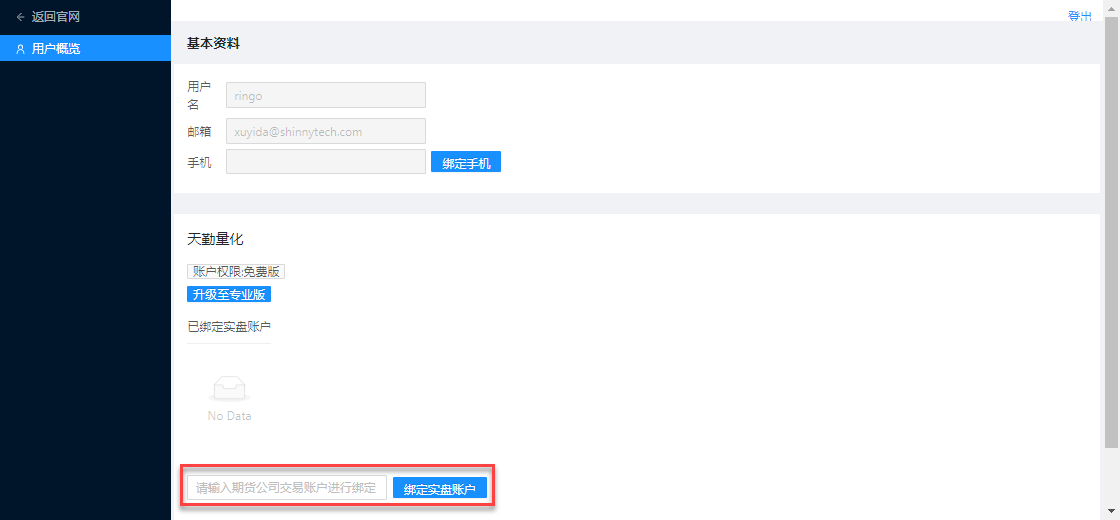 返回官网
登出
用户概览
基本资料
用户名
ringo
邮箱
xuyida@shinnytech.com
手机
绑定手机
天勤量化
账户权限:免费版
升级至专业版
已绑定实盘账户
No Data
请输入期货公司交易账户进行绑定
绑定实盘账户